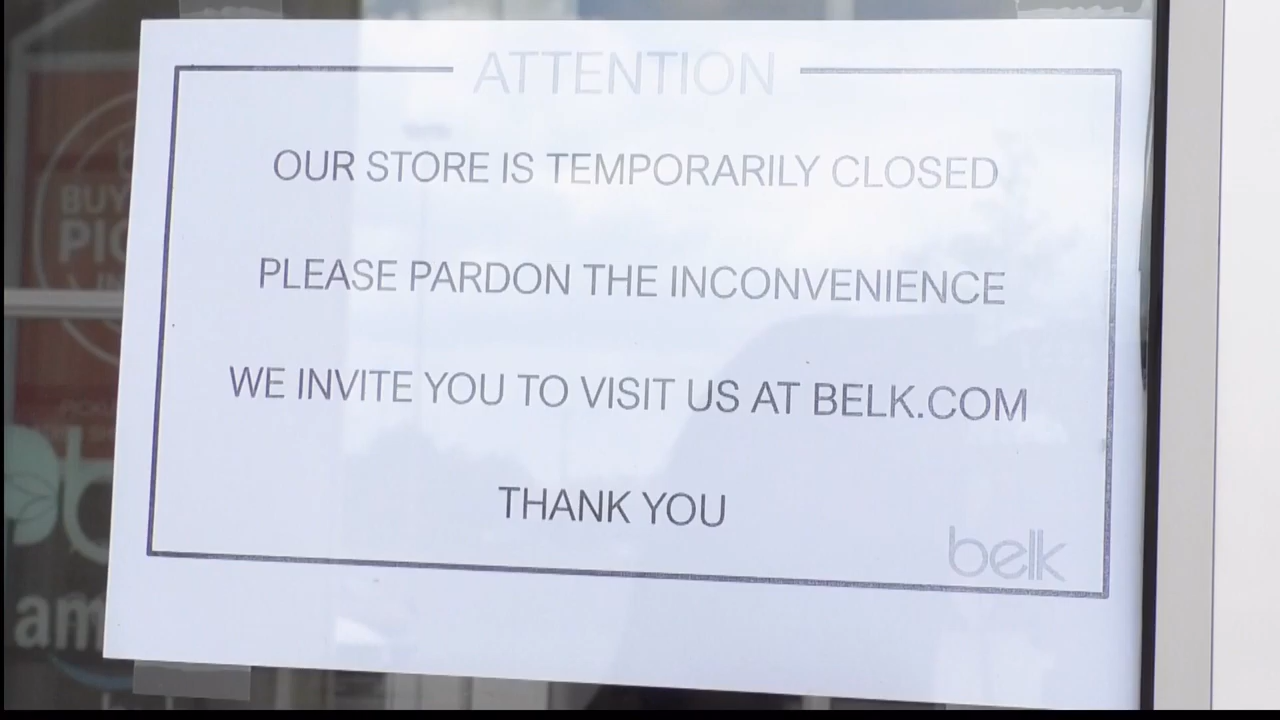 ATTENTION
OUR STORE IS TEMPORARILY CLOSED
PLEASE PARDON THE INCONVENIENCE
WE INVITE YOU TO VISIT US AT BELK.COM
THANK YOU
belk
BUY